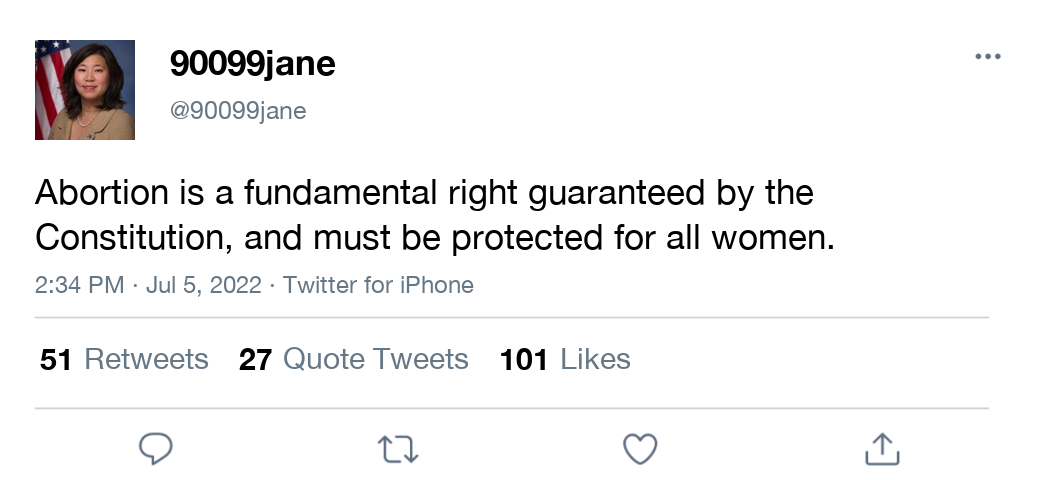 90099jane
@90099jane
Abortion is a fundamental right guaranteed by the
Constitution, and must be protected for all women.
2:34 PM · Jul 5, 2022 · Twitter for iPhone
51 Retweets 27 Quote Tweets 101 Likes